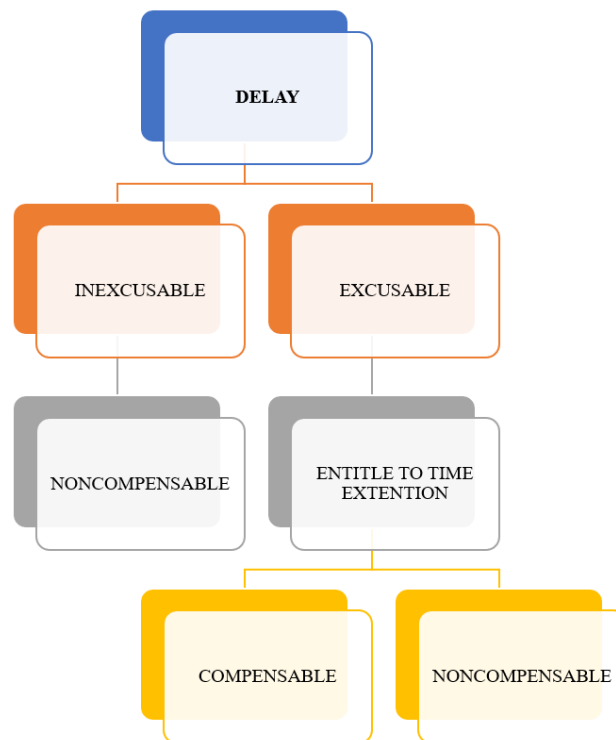 DELAY
INEXCUSABLE
EXCUSABLE
NONCOMPENSABLE
ENTITLE TO TIME
EXTENTION
COMPENSABLE
NONCOMPENSABLE